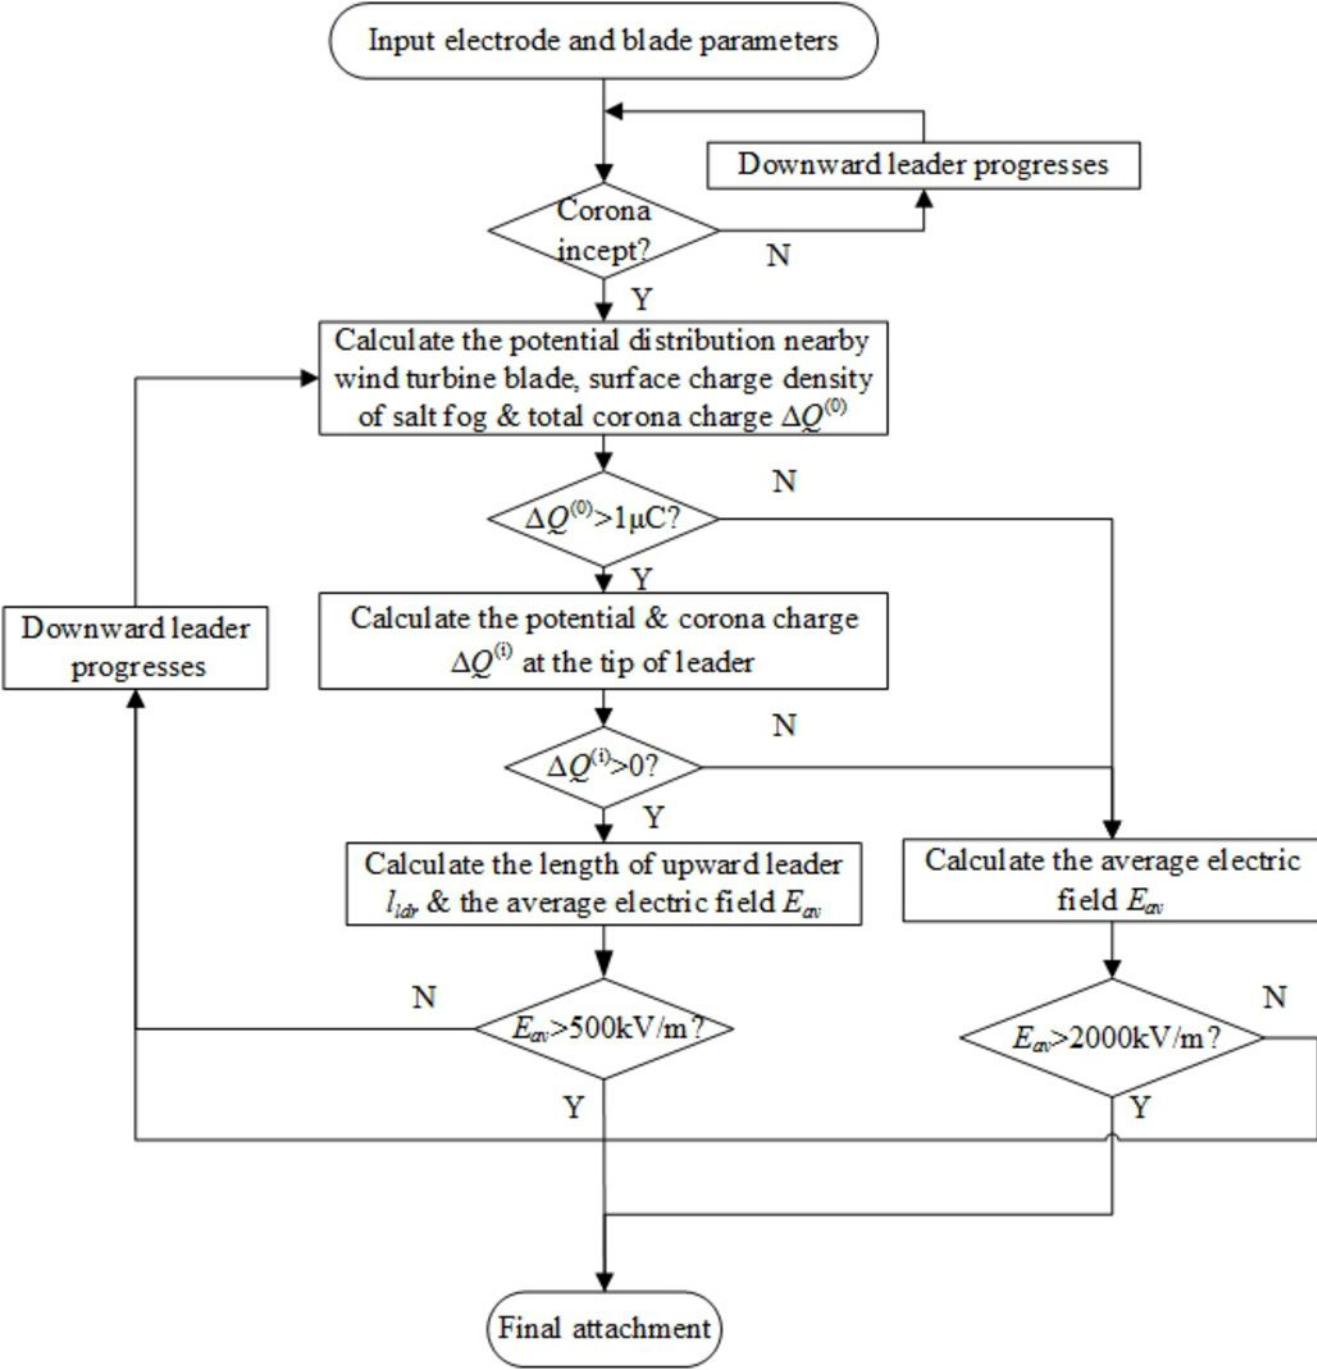 Input electrode and blade parameters
Downward leader progresses
Corona
incept?
N
Y
Calculate the potential distribution nearby
wind turbine blade, surface charge density
of salt fog & total corona charge ΔQ⁽⁰⁾
N
ΔQ⁽⁰⁾>1μC?
Y
Calculate the potential & corona charge
ΔQ⁽ⁱ⁾ at the tip of leader
Downward leader
progresses
N
ΔQ⁽ⁱ⁾>0?
Y
Calculate the length of upward leader
l_ldr & the average electric field E_av
Calculate the average electric
field E_av
N
E_av>500kV/m?
Y
N
E_av>2000kV/m?
Y
Final attachment